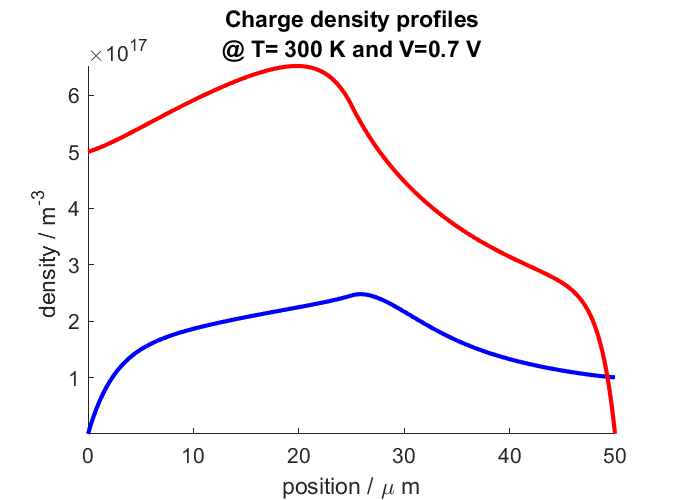 Charge density profiles
@ T= 300 K and V=0.7 V
×10^17
6
5
4
3
2
1
density / m^-3
0 10 20 30 40 50
position / μ m